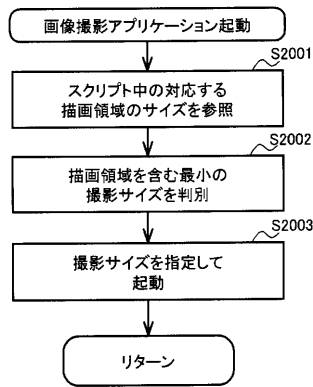 画像撮影アプリケーション起動
S2001
スクリプト中の対応する
描画領域のサイズを参照
S2002
描画領域を含む最小の
撮影サイズを判別
S2003
撮影サイズを指定して
起動
リターン